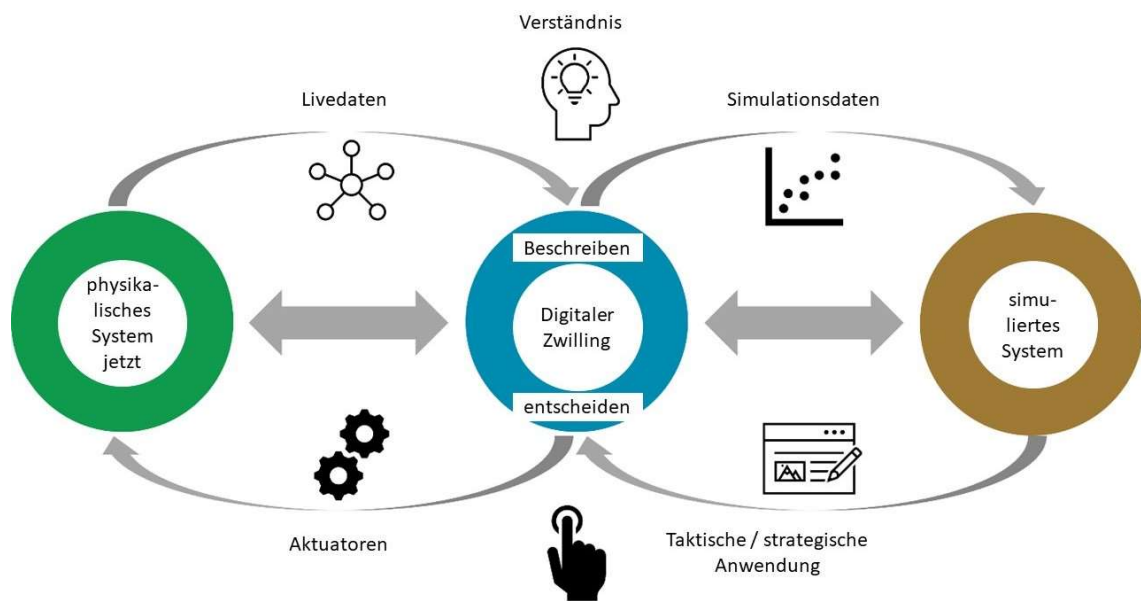 Verständnis
Livedaten
Simulationsdaten
Beschreiben
physika-
lisches
System
jetzt
Digitaler
Zwilling
simu-
liertes
System
entscheiden
Aktuatoren
Taktische / strategische
Anwendung